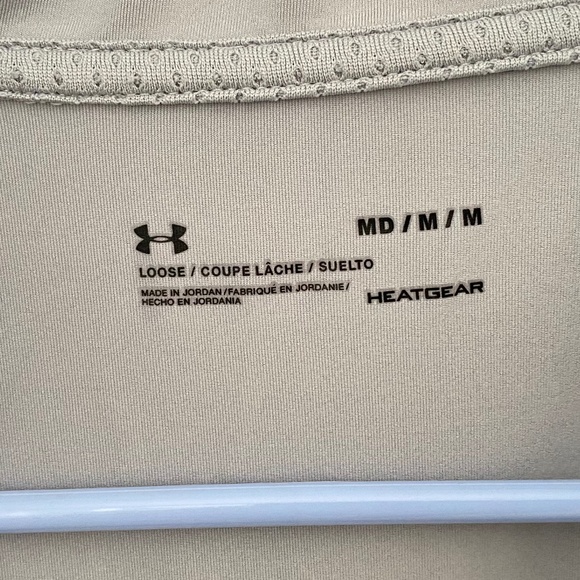 MD / M / M
LOOSE / COUPE LÂCHE / SUELTO
MADE IN JORDAN / FABRIQUÉ EN JORDANIE /
HECHO EN JORDANIA
HEATGEAR